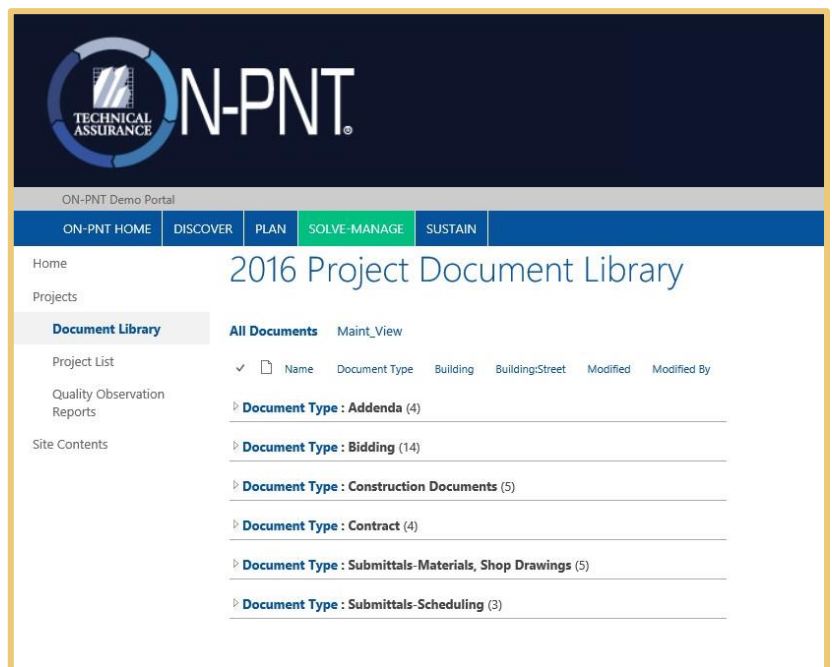 TECHNICAL
ASSURANCE
N-PNT®
ON-PNT Demo Portal
ON-PNT HOME DISCOVER PLAN SOLVE-MANAGE SUSTAIN
Home
Projects
Document Library
Project List
Quality Observation
Reports
Site Contents
2016 Project Document Library
All Documents Maint_View
Name Document Type Building Building:Street Modified Modified By
Document Type : Addenda (4)
Document Type : Bidding (14)
Document Type : Construction Documents (5)
Document Type : Contract (4)
Document Type : Submittals-Materials, Shop Drawings (5)
Document Type : Submittals-Scheduling (3)